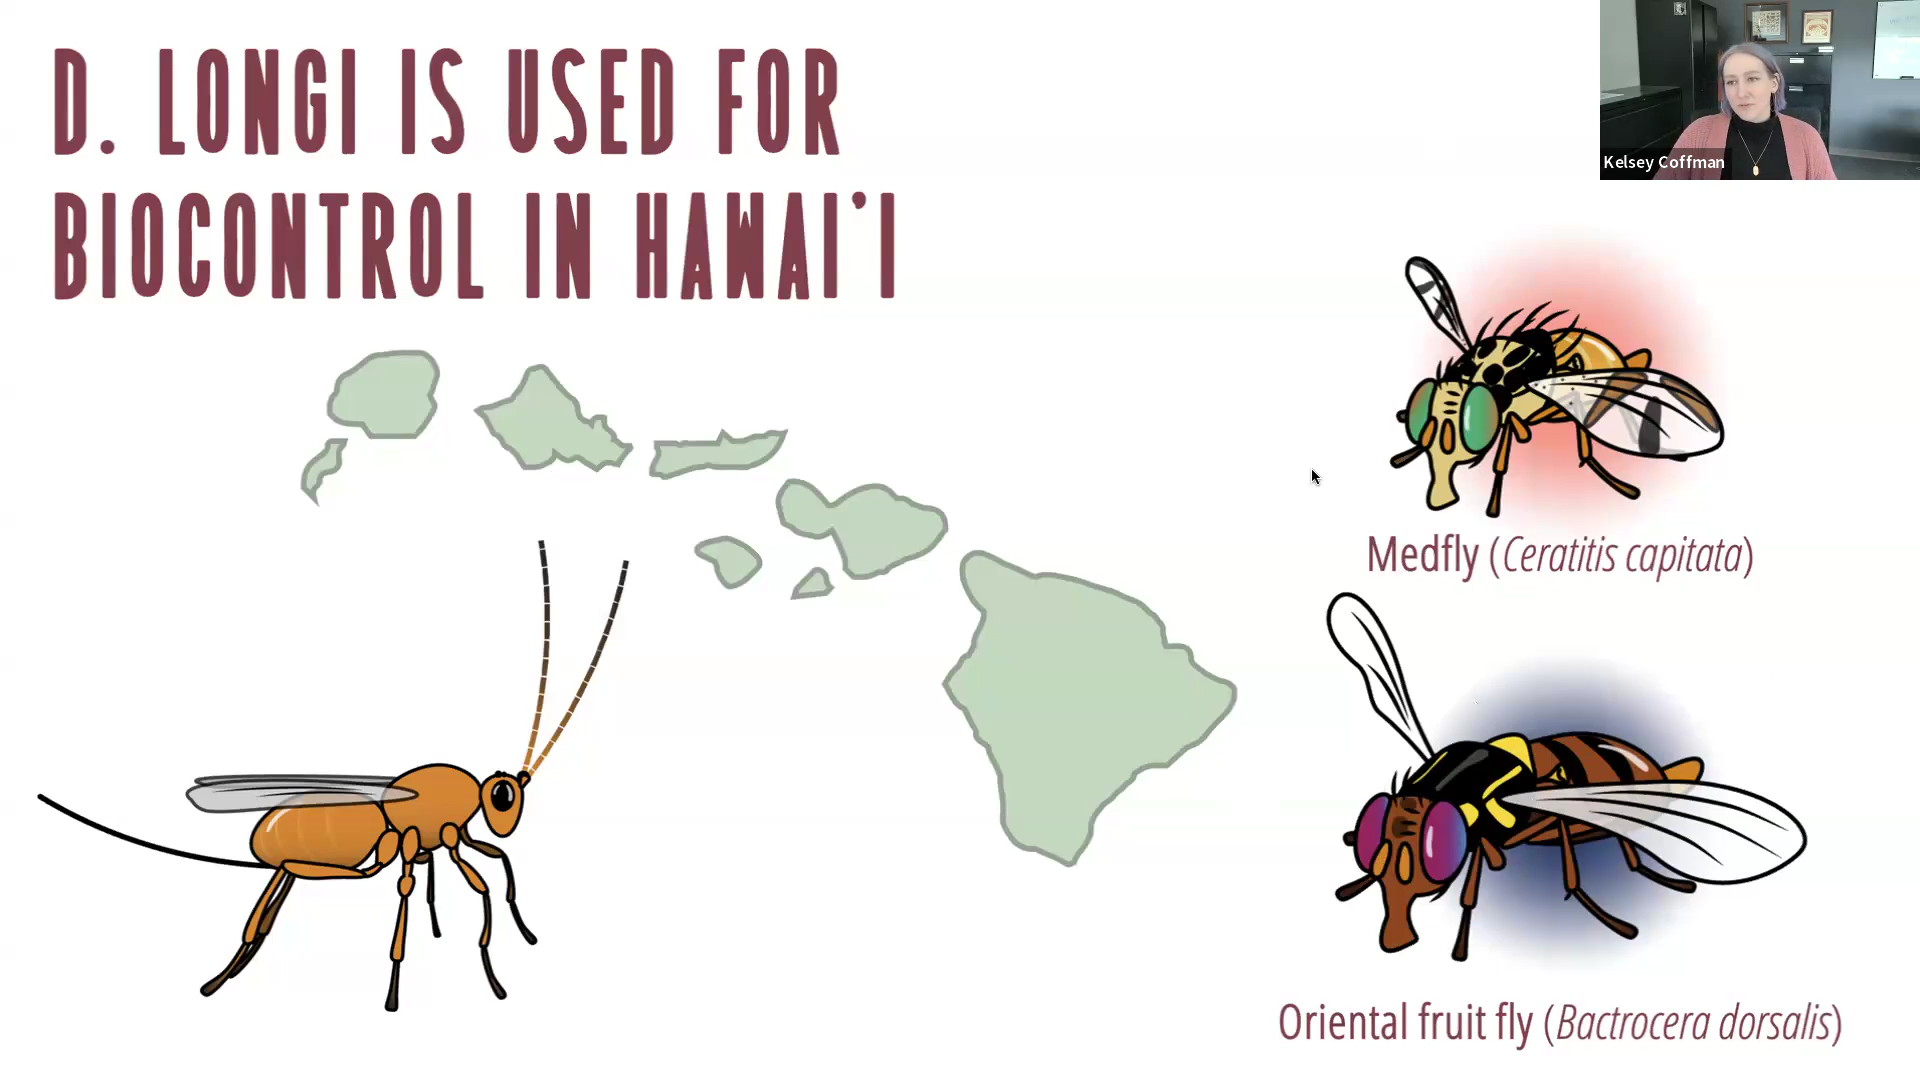 D. LONGI IS USED FOR
BIOCONTROL IN HAWAI'I
Kelsey Coffman
Medfly (Ceratitis capitata)
Oriental fruit fly (Bactrocera dorsalis)